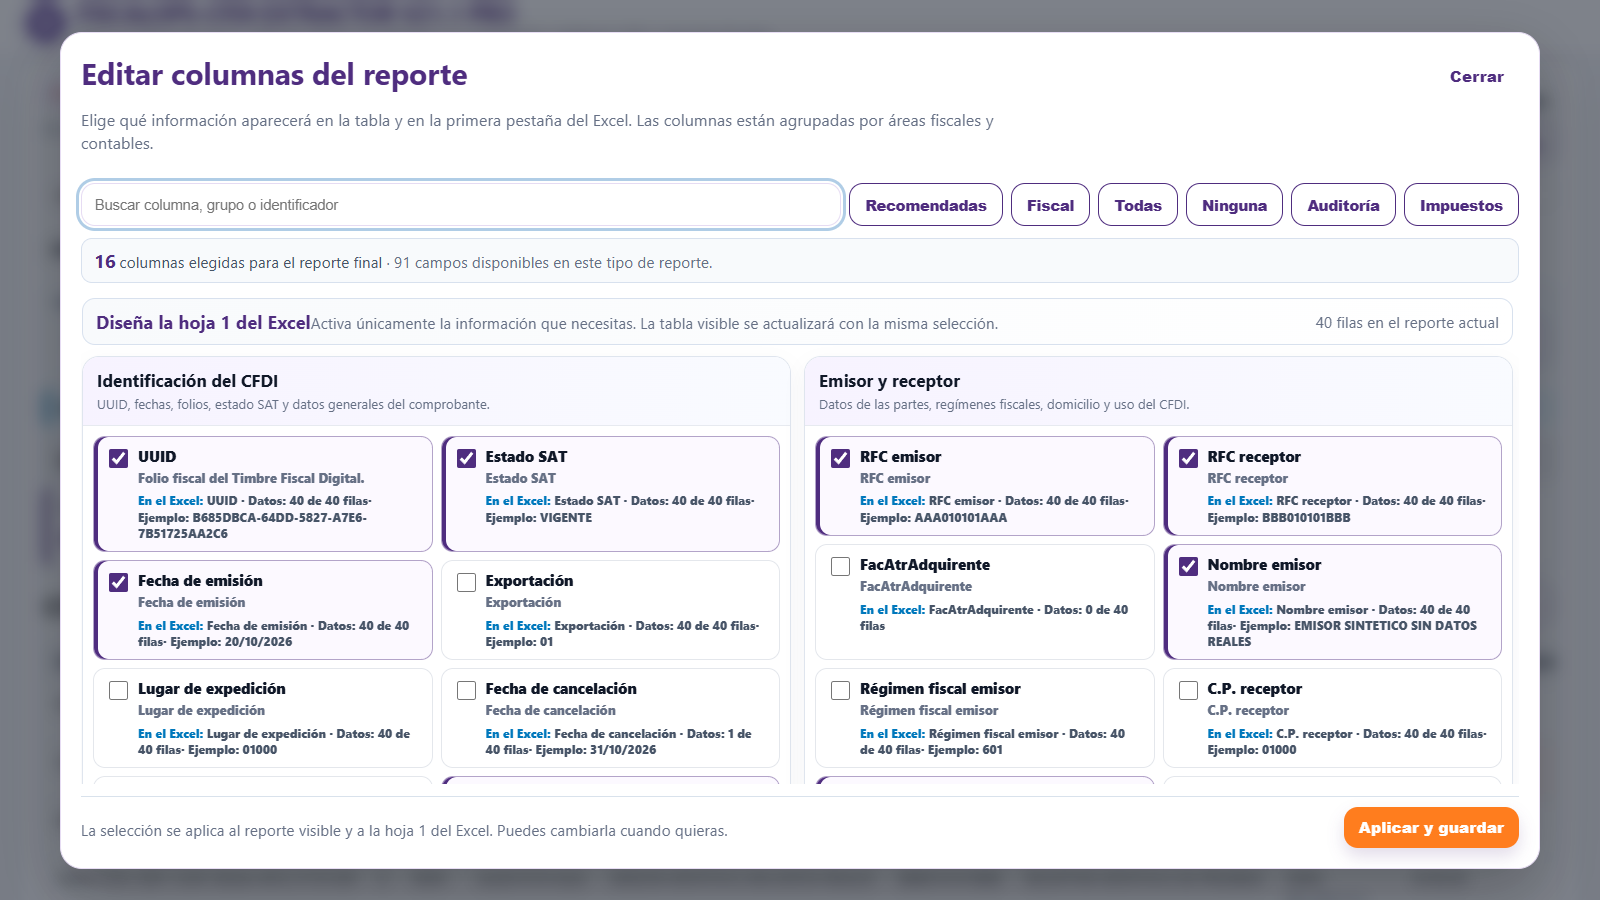 Editar columnas del reporte
Cerrar
Elige qué información aparecerá en la tabla y en la primera pestaña del Excel. Las columnas están agrupadas por áreas fiscales y
contables.
Buscar columna, grupo o identificador
Recomendadas
Fiscal
Todas
Ninguna
Auditoría
Impuestos
16 columnas elegidas para el reporte final · 91 campos disponibles en este tipo de reporte.
Diseña la hoja 1 del ExcelActiva únicamente la información que necesitas. La tabla visible se actualizará con la misma selección.
40 filas en el reporte actual
Identificación del CFDI
UUID, fechas, folios, estado SAT y datos generales del comprobante.
UUID
Folio fiscal del Timbre Fiscal Digital.
En el Excel: UUID · Datos: 40 de 40 filas·
Ejemplo: B685DBCA-64DD-5827-A7E6-
7B51725AA2C6
Estado SAT
Estado SAT
En el Excel: Estado SAT · Datos: 40 de 40 filas·
Ejemplo: VIGENTE
Fecha de emisión
Fecha de emisión
En el Excel: Fecha de emisión · Datos: 40 de 40
filas· Ejemplo: 20/10/2026
Exportación
Exportación
En el Excel: Exportación · Datos: 40 de 40 filas·
Ejemplo: 01
Lugar de expedición
Lugar de expedición
En el Excel: Lugar de expedición · Datos: 40 de
40 filas· Ejemplo: 01000
Fecha de cancelación
Fecha de cancelación
En el Excel: Fecha de cancelación · Datos: 1 de
40 filas· Ejemplo: 31/10/2026
Emisor y receptor
Datos de las partes, regímenes fiscales, domicilio y uso del CFDI.
RFC emisor
RFC emisor
En el Excel: RFC emisor · Datos: 40 de 40 filas·
Ejemplo: AAA010101AAA
RFC receptor
RFC receptor
En el Excel: RFC receptor · Datos: 40 de 40 filas·
Ejemplo: BBB010101BBB
FacAtrAdquirente
FacAtrAdquirente
En el Excel: FacAtrAdquirente · Datos: 0 de 40
filas
Nombre emisor
Nombre emisor
En el Excel: Nombre emisor · Datos: 40 de 40
filas· Ejemplo: EMISOR SINTETICO SIN DATOS
REALES
Régimen fiscal emisor
Régimen fiscal emisor
En el Excel: Régimen fiscal emisor · Datos: 40
de 40 filas· Ejemplo: 601
C.P. receptor
C.P. receptor
En el Excel: C.P. receptor · Datos: 40 de 40 filas·
Ejemplo: 01000
La selección se aplica al reporte visible y a la hoja 1 del Excel. Puedes cambiarla cuando quieras.
Aplicar y guardar